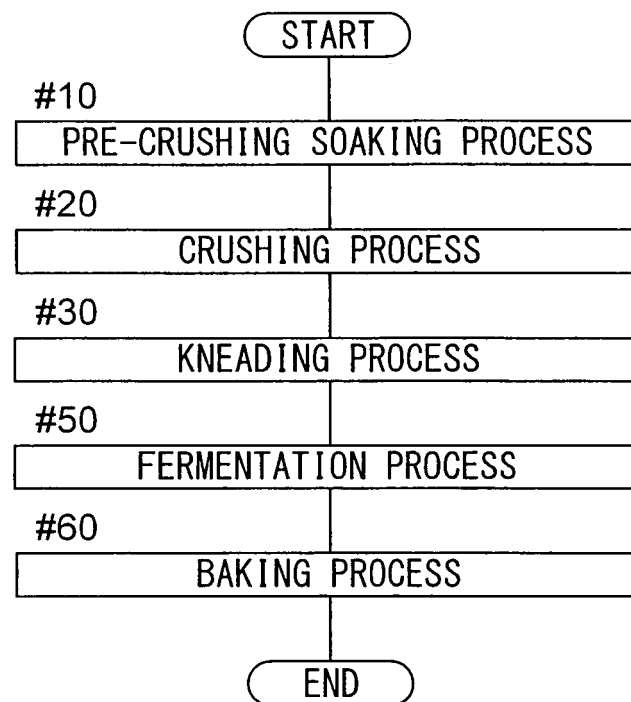 START
#10
PRE-CRUSHING SOAKING PROCESS
#20
CRUSHING PROCESS
#30
KNEADING PROCESS
#50
FERMENTATION PROCESS
#60
BAKING PROCESS
END